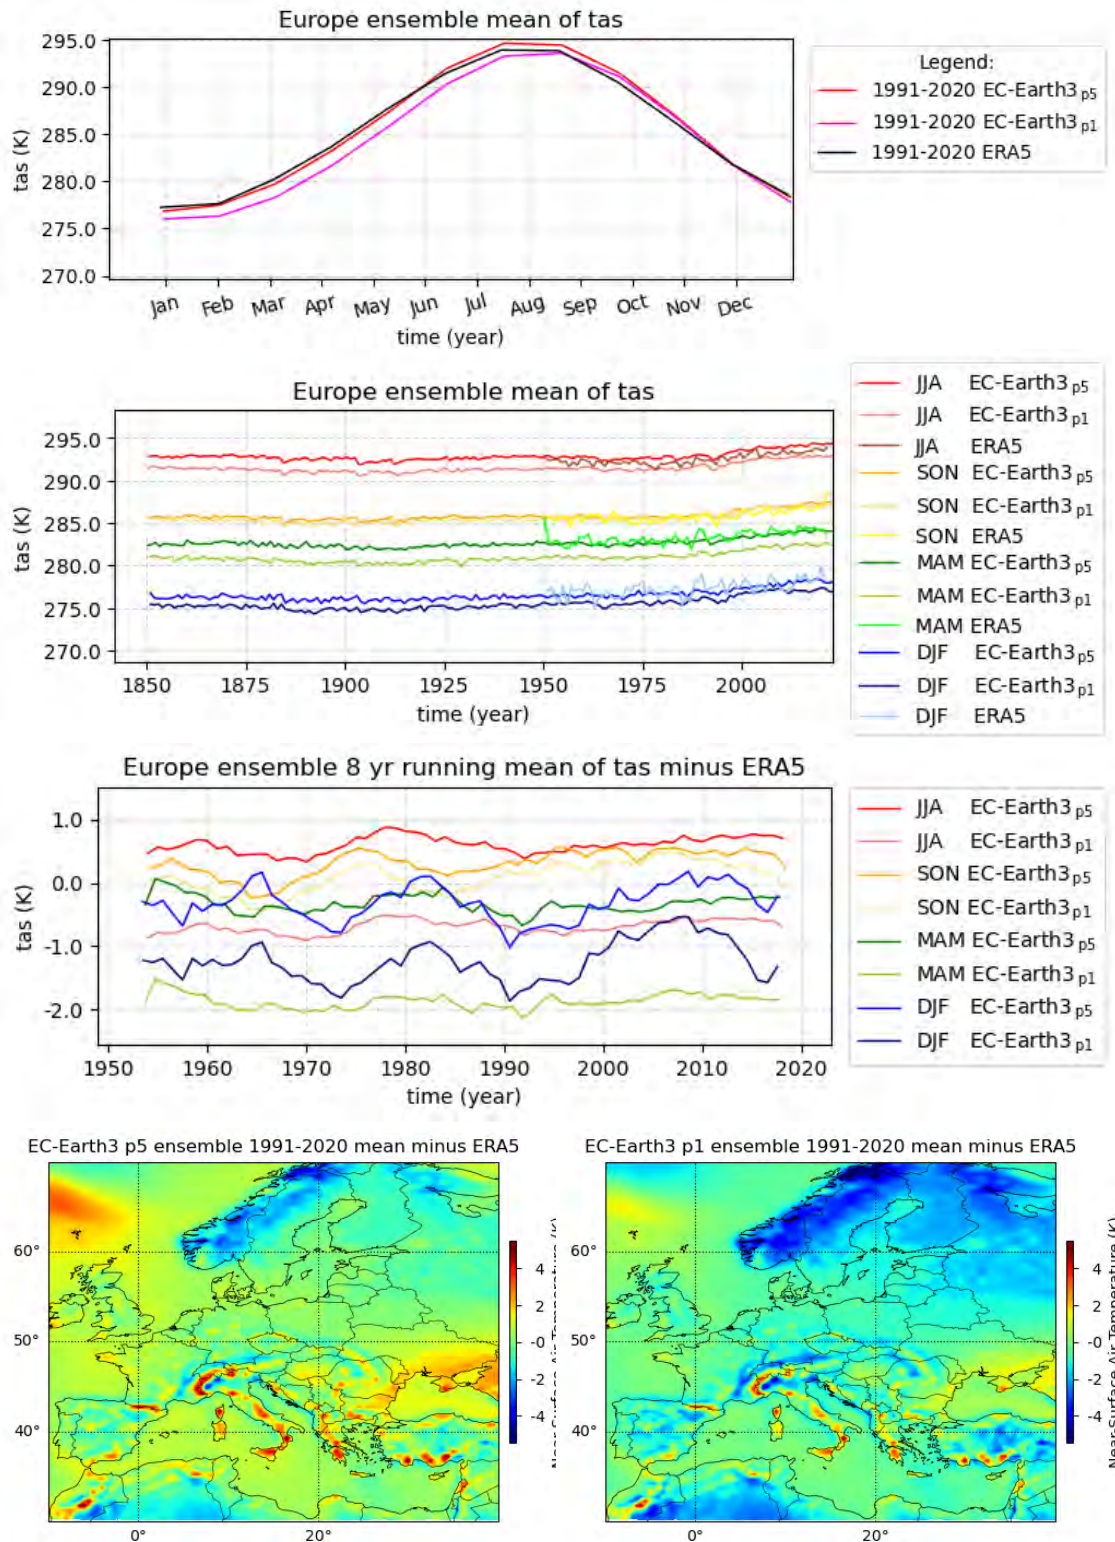 Europe ensemble mean of tas
295.0
290.0
285.0
280.0
275.0
270.0
tas (K)
Jan Feb Mar Apr May Jun Jul Aug Sep Oct Nov Dec
time (year)
Legend:
1991-2020 EC-Earth3 p5
1991-2020 EC-Earth3 p1
1991-2020 ERA5
Europe ensemble mean of tas
295.0
290.0
285.0
280.0
275.0
270.0
tas (K)
1850 1875 1900 1925 1950 1975 2000
time (year)
JJA EC-Earth3 p5
JJA EC-Earth3 p1
JJA ERA5
SON EC-Earth3 p5
SON EC-Earth3 p1
SON ERA5
MAM EC-Earth3 p5
MAM EC-Earth3 p1
MAM ERA5
DJF EC-Earth3 p5
DJF EC-Earth3 p1
DJF ERA5
Europe ensemble 8 yr running mean of tas minus ERA5
1.0
0.0
-1.0
-2.0
tas (K)
1950 1960 1970 1980 1990 2000 2010 2020
time (year)
JJA EC-Earth3 p5
JJA EC-Earth3 p1
SON EC-Earth3 p5
SON EC-Earth3 p1
MAM EC-Earth3 p5
MAM EC-Earth3 p1
DJF EC-Earth3 p5
DJF EC-Earth3 p1
EC-Earth3 p5 ensemble 1991-2020 mean minus ERA5
60°
50°
40°
0° 20°
4
2
-0
-2
-4
Temperature (K)
EC-Earth3 p1 ensemble 1991-2020 mean minus ERA5
60°
50°
40°
0° 20°
4
2
-0
-2
-4
Near-Surface Air Temperature (K)